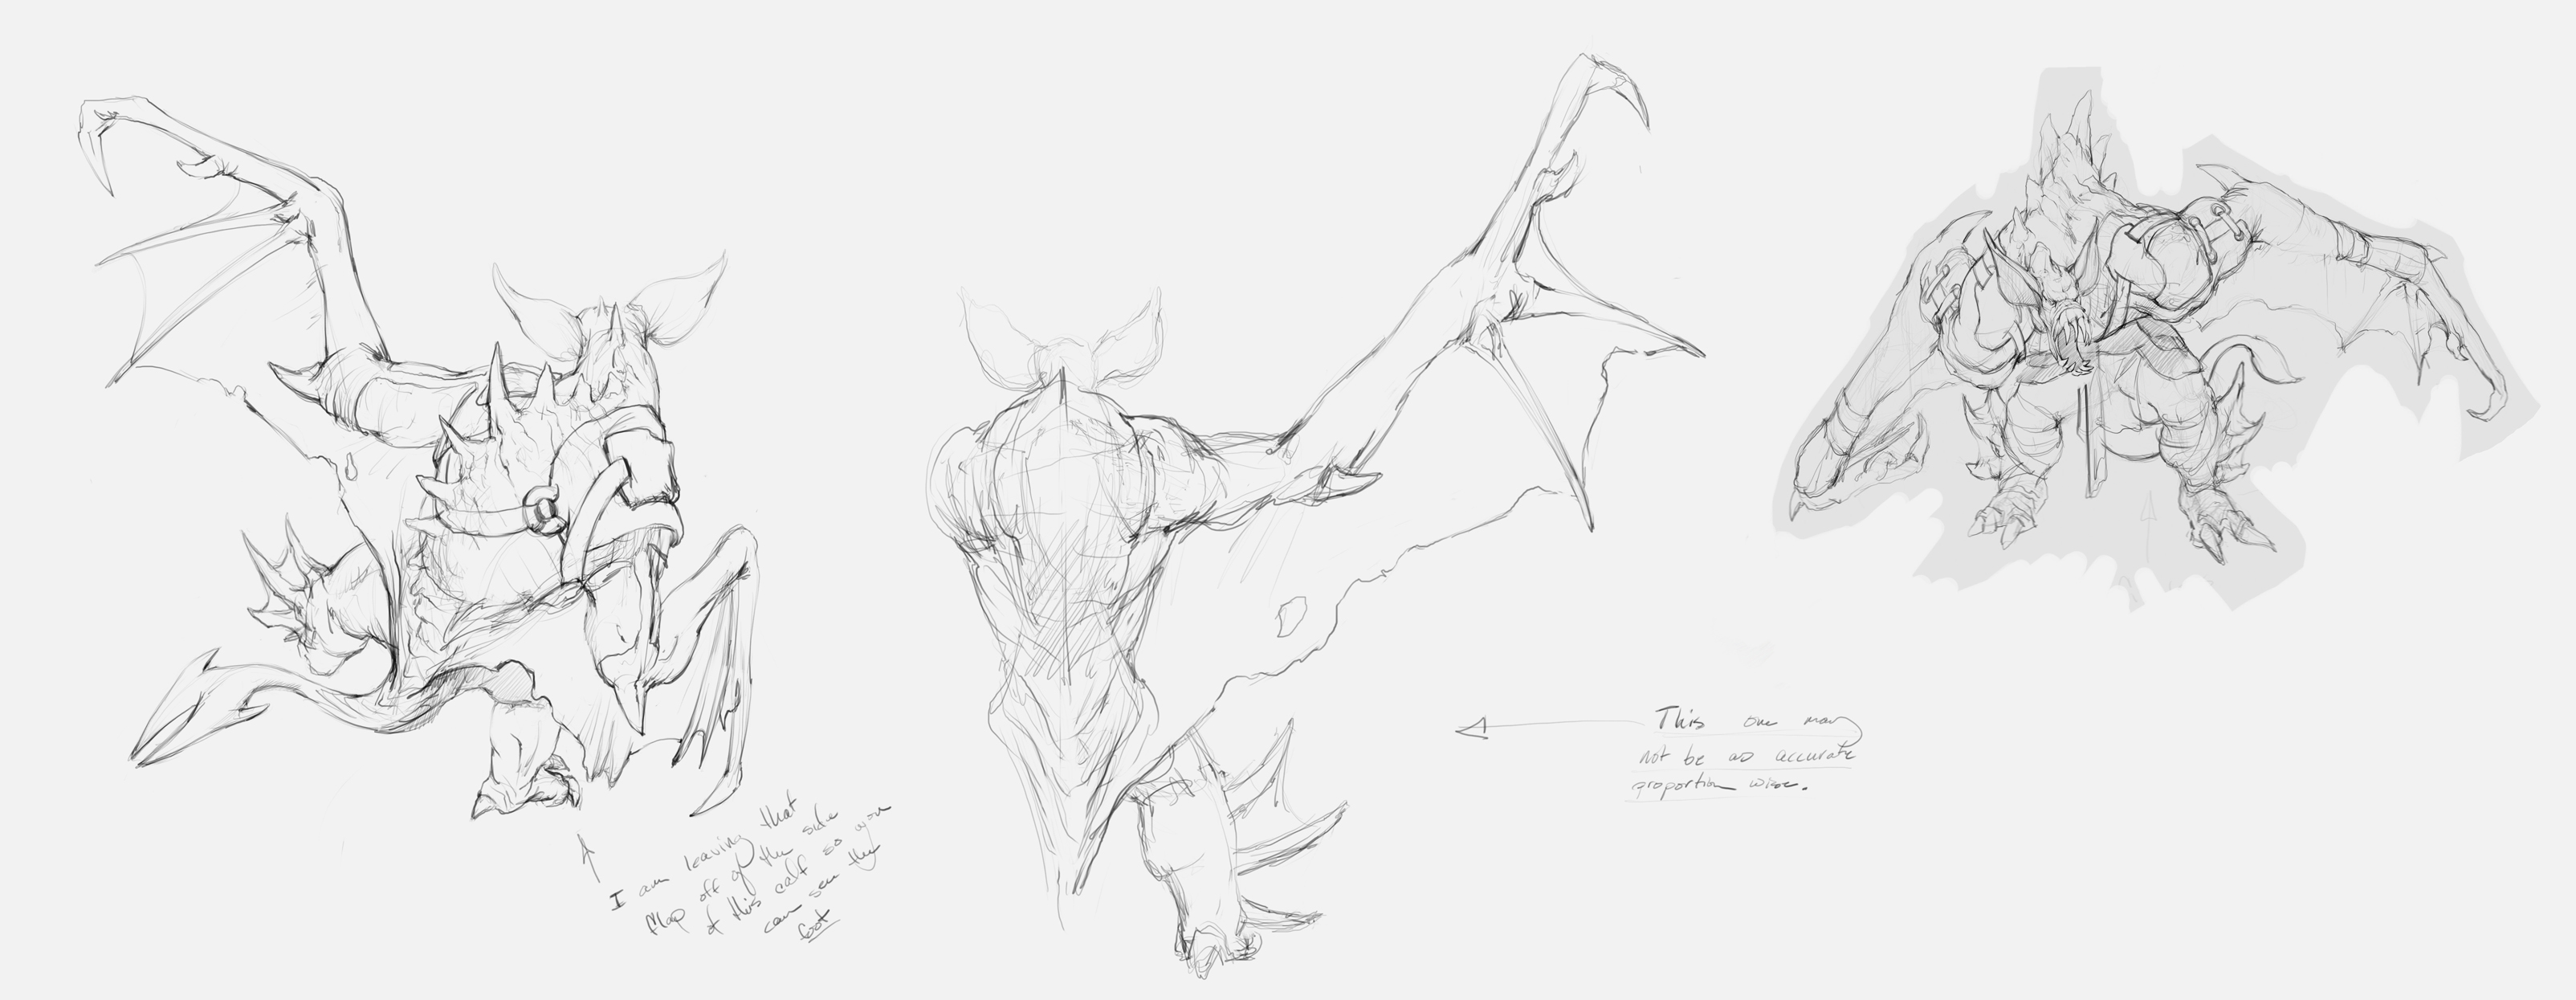 I am leaving that
flap off of the side
of this calf so you
can see the
foot
This one may
not be as accurate
proportion wise.